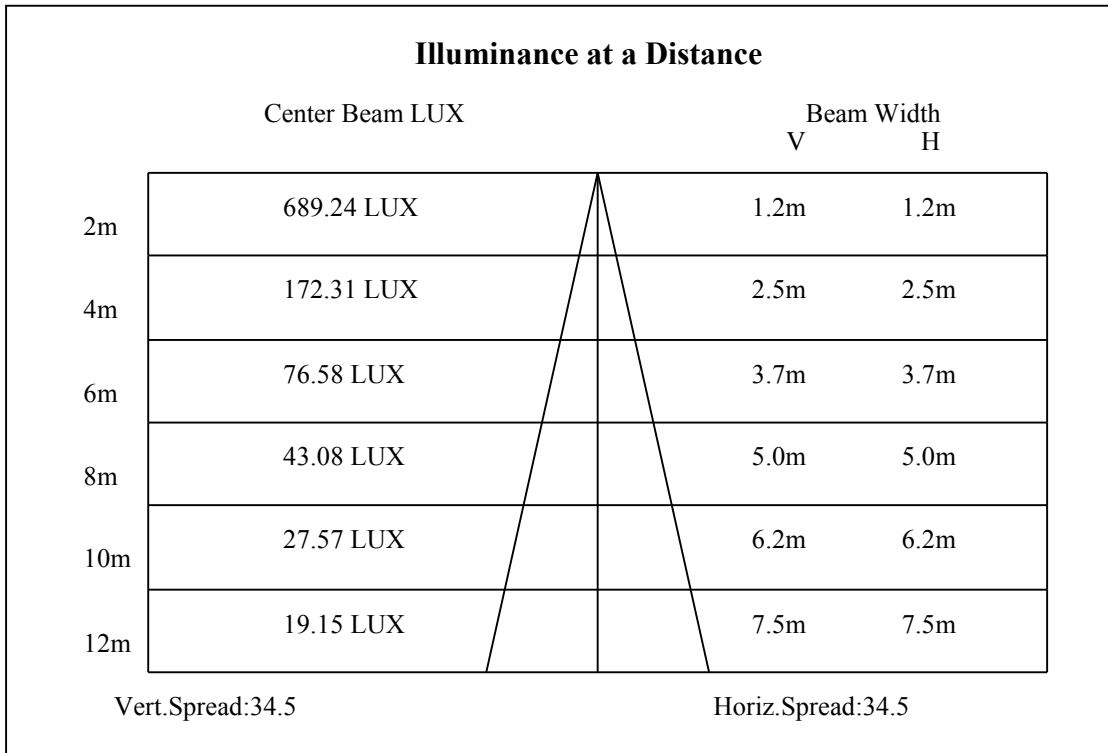 Illuminance at a Distance
Center Beam LUX Beam Width
V H
2m 689.24 LUX 1.2m 1.2m
4m 172.31 LUX 2.5m 2.5m
6m 76.58 LUX 3.7m 3.7m
8m 43.08 LUX 5.0m 5.0m
10m 27.57 LUX 6.2m 6.2m
12m 19.15 LUX 7.5m 7.5m
Vert.Spread:34.5 Horiz.Spread:34.5